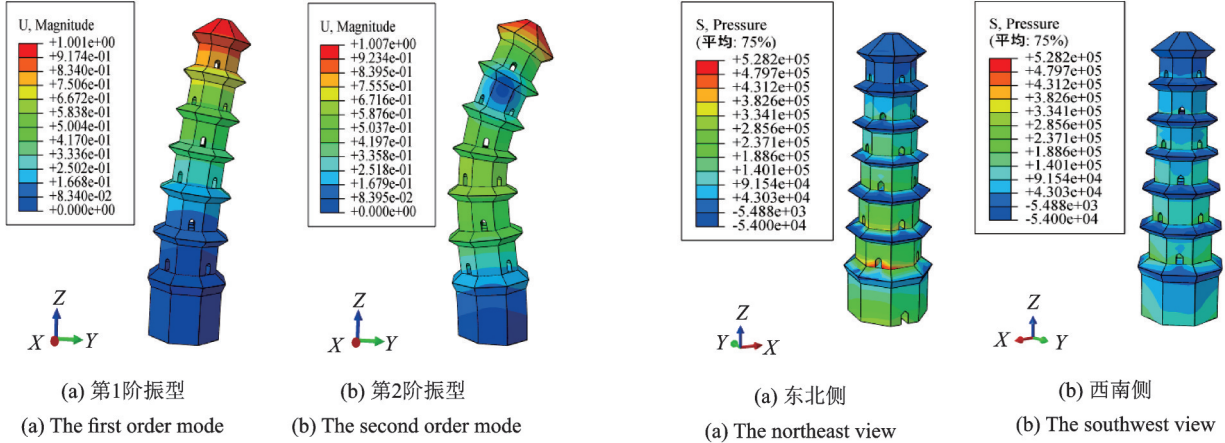 U, Magnitude
+1.001e+00
+9.174e-01
+8.340e-01
+7.506e-01
+6.672e-01
+5.838e-01
+5.004e-01
+4.170e-01
+3.336e-01
+2.502e-01
+1.668e-01
+8.340e-02
+0.000e+00
Z
X
Y
(a) 第1阶振型
(a) The first order mode
U, Magnitude
+1.007e+00
+9.234e-01
+8.395e-01
+7.555e-01
+6.716e-01
+5.876e-01
+5.037e-01
+4.197e-01
+3.358e-01
+2.518e-01
+1.679e-01
+8.395e-02
+0.000e+00
Z
X
Y
(b) 第2阶振型
(b) The second order mode
S, Pressure
(平均: 75%)
+5.282e+05
+4.797e+05
+4.312e+05
+3.826e+05
+3.341e+05
+2.856e+05
+2.371e+05
+1.886e+05
+1.401e+05
+9.154e+04
+4.303e+04
-5.488e+03
-5.400e+04
Z
Y
X
(a) 东北侧
(a) The northeast view
S, Pressure
(平均: 75%)
+5.282e+05
+4.797e+05
+4.312e+05
+3.826e+05
+3.341e+05
+2.856e+05
+2.371e+05
+1.886e+05
+1.401e+05
+9.154e+04
+4.303e+04
-5.488e+03
-5.400e+04
Z
X
Y
(b) 西南侧
(b) The southwest view